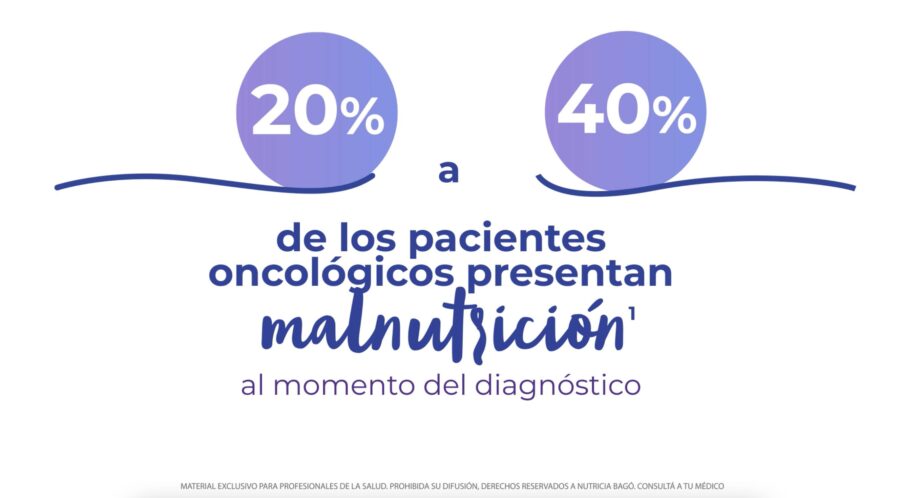 20%
a
40%
de los pacientes
oncológicos presentan
malnutrición¹
al momento del diagnóstico
MATERIAL EXCLUSIVO PARA PROFESIONALES DE LA SALUD. PROHIBIDA SU DIFUSIÓN, DERECHOS RESERVADOS A NUTRICIA BAGÓ. CONSULTÁ A TU MÉDICO